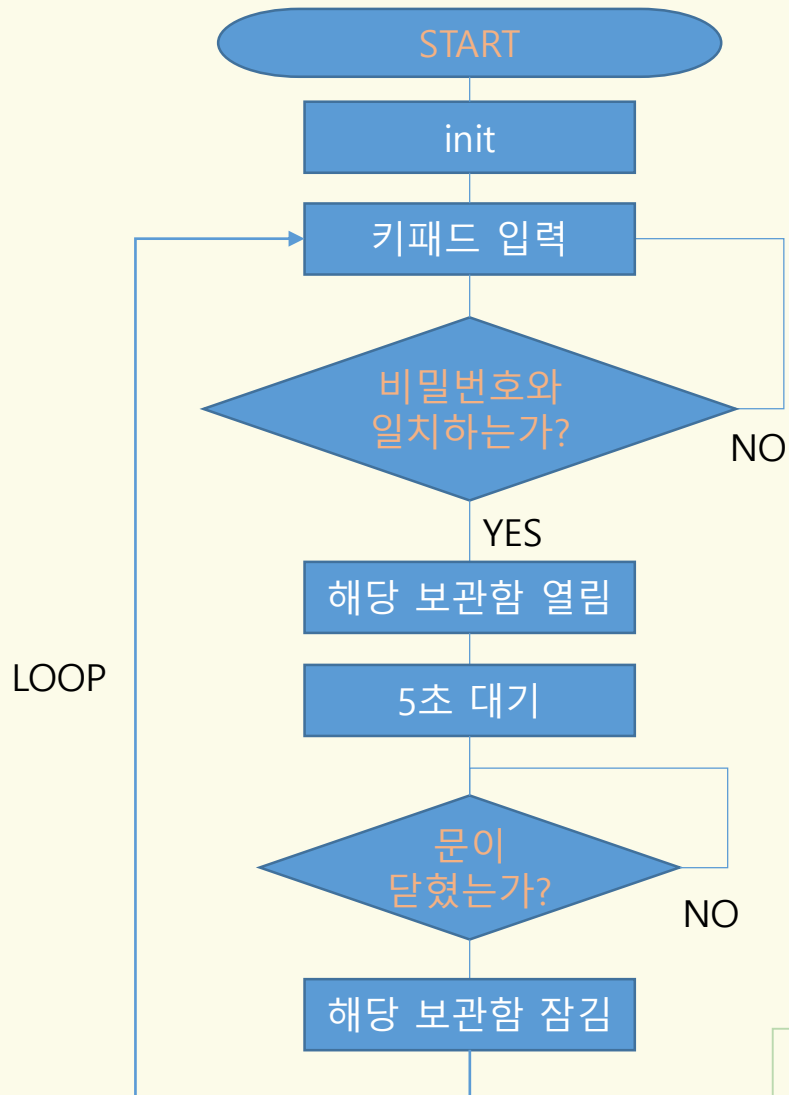 START
init
키패드 입력
비밀번호와
일치하는가?
NO
YES
해당 보관함 열림
LOOP
5초 대기
문이
닫혔는가?
NO
해당 보관함 잠김